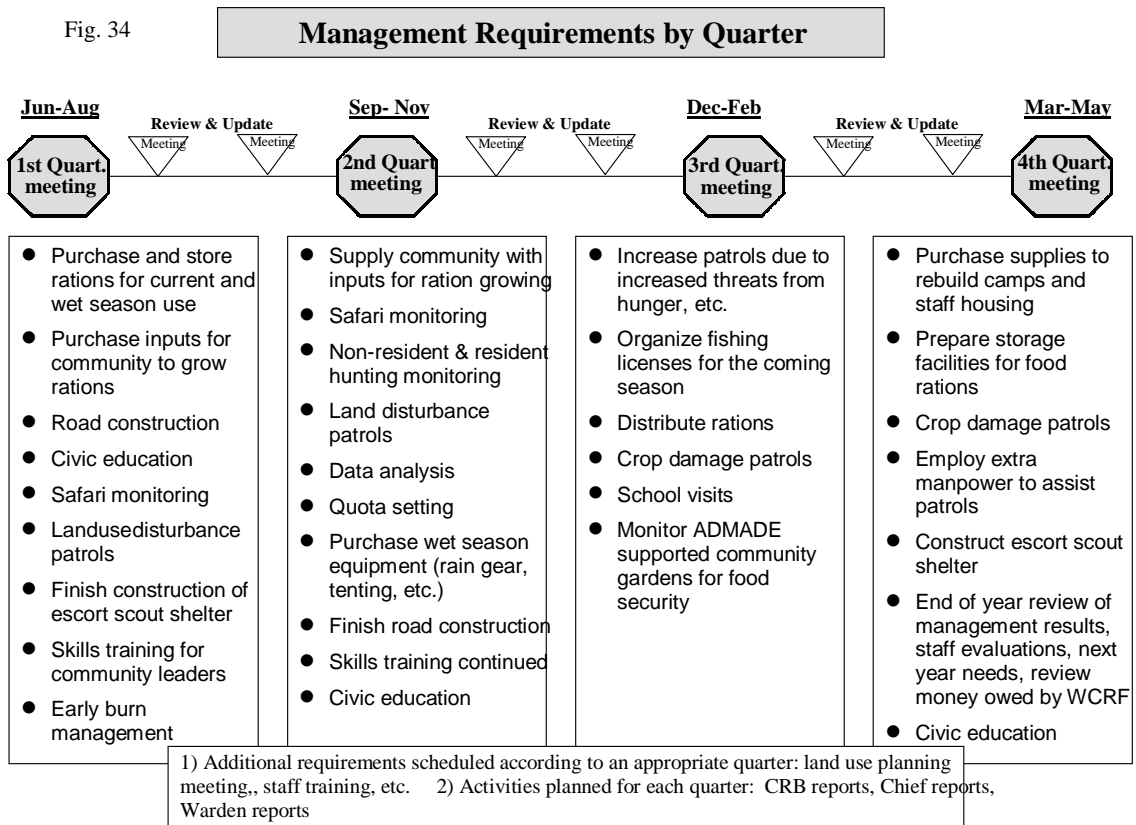 Fig. 34
Management Requirements by Quarter
Jun-Aug
Sep- Nov
Dec-Feb
Mar-May
Review & Update
Review & Update
Review & Update
Meeting
Meeting
Meeting
Meeting
Meeting
Meeting
1st Quart.
meeting
2nd Quart.
meeting
3rd Quart.
meeting
4th Quart.
meeting
● Purchase and store
rations for current and
wet season use
● Purchase inputs for
community to grow
rations
● Road construction
● Civic education
● Safari monitoring
● Landusedisturbance
patrols
● Finish construction of
escort scout shelter
● Skills training for
community leaders
● Early burn
management
● Supply community with
inputs for ration growing
● Safari monitoring
● Non-resident & resident
hunting monitoring
● Land disturbance
patrols
● Data analysis
● Quota setting
● Purchase wet season
equipment (rain gear,
tenting, etc.)
● Finish road construction
● Skills training continued
● Civic education
● Increase patrols due to
increased threats from
hunger, etc.
● Organize fishing
licenses for the coming
season
● Distribute rations
● Crop damage patrols
● School visits
● Monitor ADMADE
supported community
gardens for food
security
● Purchase supplies to
rebuild camps and
staff housing
● Prepare storage
facilities for food
rations
● Crop damage patrols
● Employ extra
manpower to assist
patrols
● Construct escort scout
shelter
● End of year review of
management results,
staff evaluations, next
year needs, review
money owed by WCRF
● Civic education
1) Additional requirements scheduled according to an appropriate quarter: land use planning
meeting,, staff training, etc. 2) Activities planned for each quarter: CRB reports, Chief reports,
Warden reports